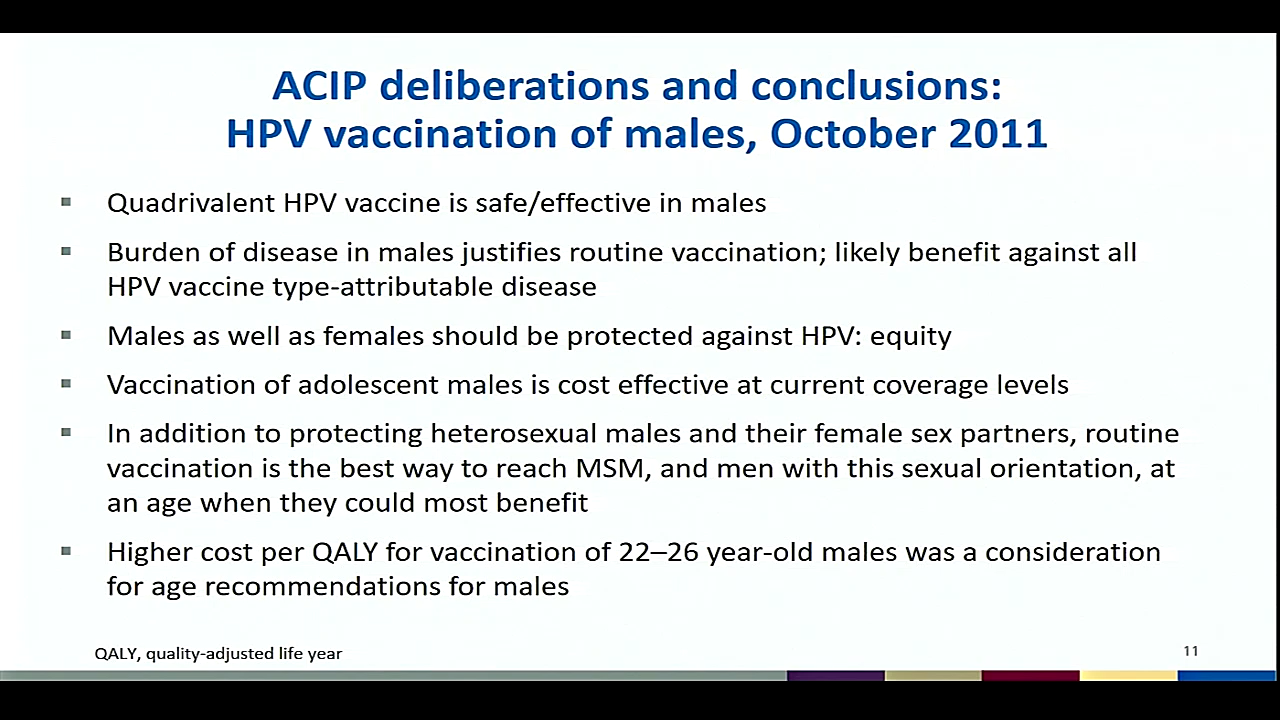 ACIP deliberations and conclusions:
HPV vaccination of males, October 2011
Quadrivalent HPV vaccine is safe/effective in males
Burden of disease in males justifies routine vaccination; likely benefit against all
HPV vaccine type-attributable disease
Males as well as females should be protected against HPV: equity
Vaccination of adolescent males is cost effective at current coverage levels
In addition to protecting heterosexual males and their female sex partners, routine
vaccination is the best way to reach MSM, and men with this sexual orientation, at
an age when they could most benefit
Higher cost per QALY for vaccination of 22–26 year-old males was a consideration
for age recommendations for males
QALY, quality-adjusted life year
11